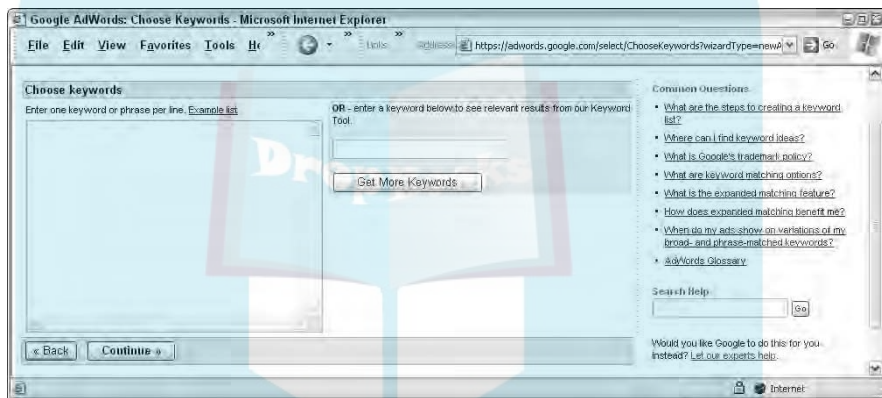 Google AdWords: Choose Keywords - Microsoft Internet Explorer
File Edit View Favorites Tools » » Links » Address https://adwords.google.com/select/ChooseKeywords?wizardType=newA Go
Choose keywords
Enter one keyword or phrase per line. Example list
OR - enter a keyword below to see relevant results from our Keyword
Tool.
Get More Keywords
« Back Continue »
Common Questions
• What are the steps to creating a keyword
list?
• Where can I find keyword ideas?
• What is Google's trademark policy?
• What are keyword matching options?
• What is the expanded matching feature?
• How does expanded matching benefit me?
• When do my ads show on variations of my
broad- and phrase-matched keywords?
• AdWords Glossary
Search Help
Go
Would you like Google to do this for you
instead? Let our experts help.
Internet